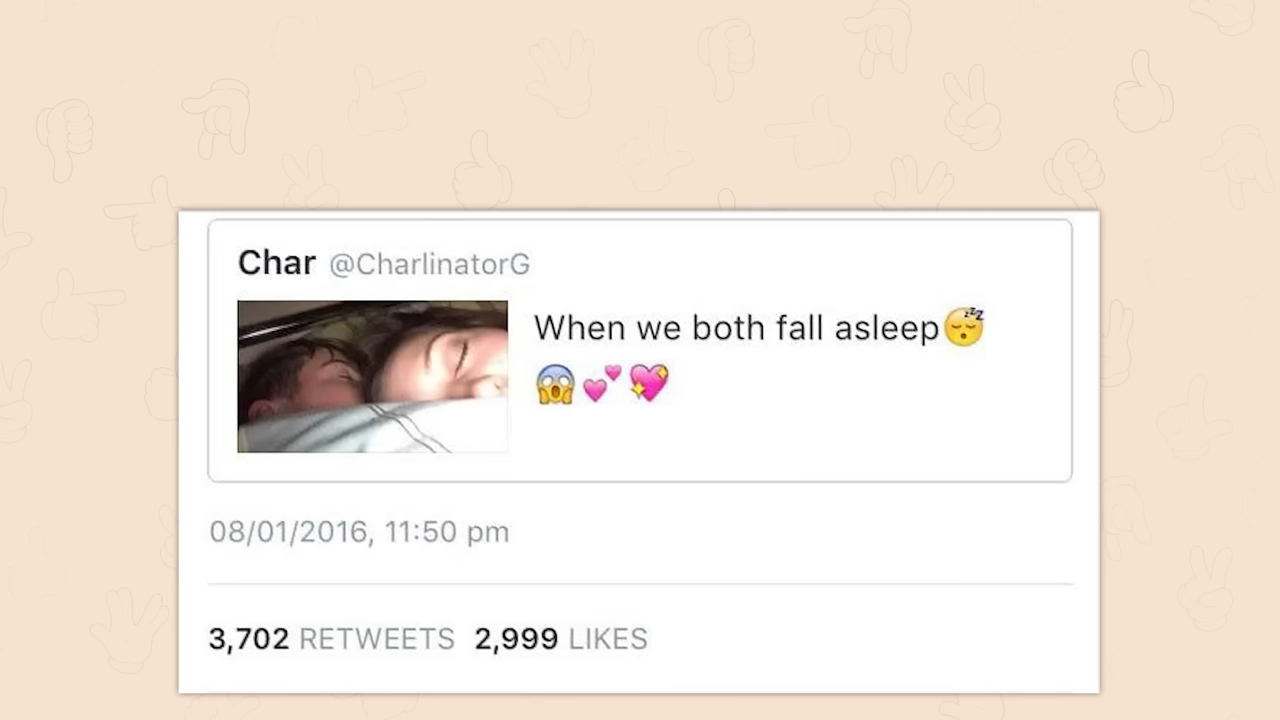 Char @CharlinatorG
When we both fall asleep😴
😱💕💖
08/01/2016, 11:50 pm
3,702 RETWEETS 2,999 LIKES